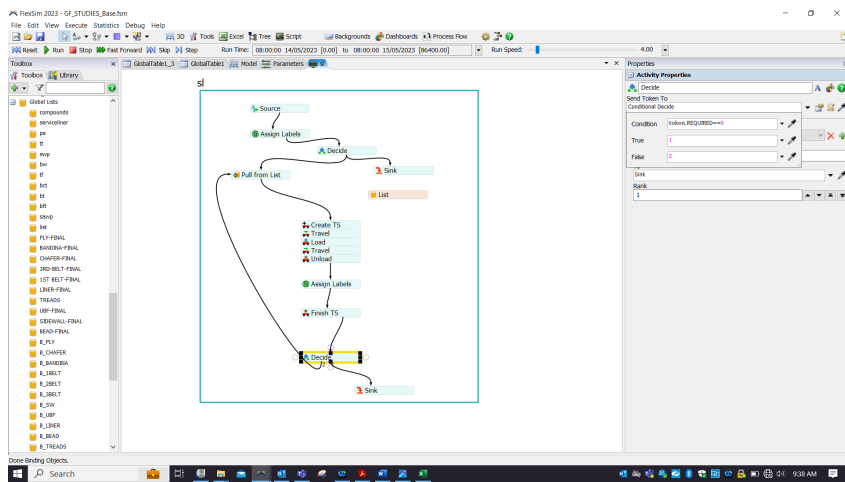 FlexSim 2023 - GF_STUDIES_Base.fsm
File Edit View Execute Statistics Debug Help
3D Tools Excel Tree Script Backgrounds Dashboards Process Flow
Reset Run Stop Fast Forward Skip Step Run Time: 08:00:00 14/05/2023 [0.00] to 08:00:00 15/05/2023 [86400.00] Run Speed: 4.00
Toolbox
GlobalTable1_3 GlobalTable1 Model Parameters
Properties
Toolbox Library
Global Lists
compounds
serviceliner
pe
tt
swp
bw
tf
bct
bt
bft
sawp
list
PLY-FINAL
BANDINA-FINAL
CHAFER-FINAL
3RD-BELT-FINAL
1ST BELT-FINAL
LINER-FINAL
TREADS
UBF-FINAL
SIDEWALL-FINAL
BEAD-FINAL
B_PLY
B_CHAFER
B_BANDINA
B_1BELT
B_2BELT
B_3BELT
B_SW
B_UBF
B_LINER
B_BEAD
B_TREADS
sl
Source
Assign Labels
Decide
Sink
Pull from List
List
Create TS
Travel
Load
Travel
Unload
Assign Labels
Finish TS
Decide
2
Sink
Activity Properties
Decide
Send Token To
Conditional Decide
Condition token.REQUIRED==0
True 1
False 2
Sink
Rank
1
Done Binding Objects.
Search
9:38 AM